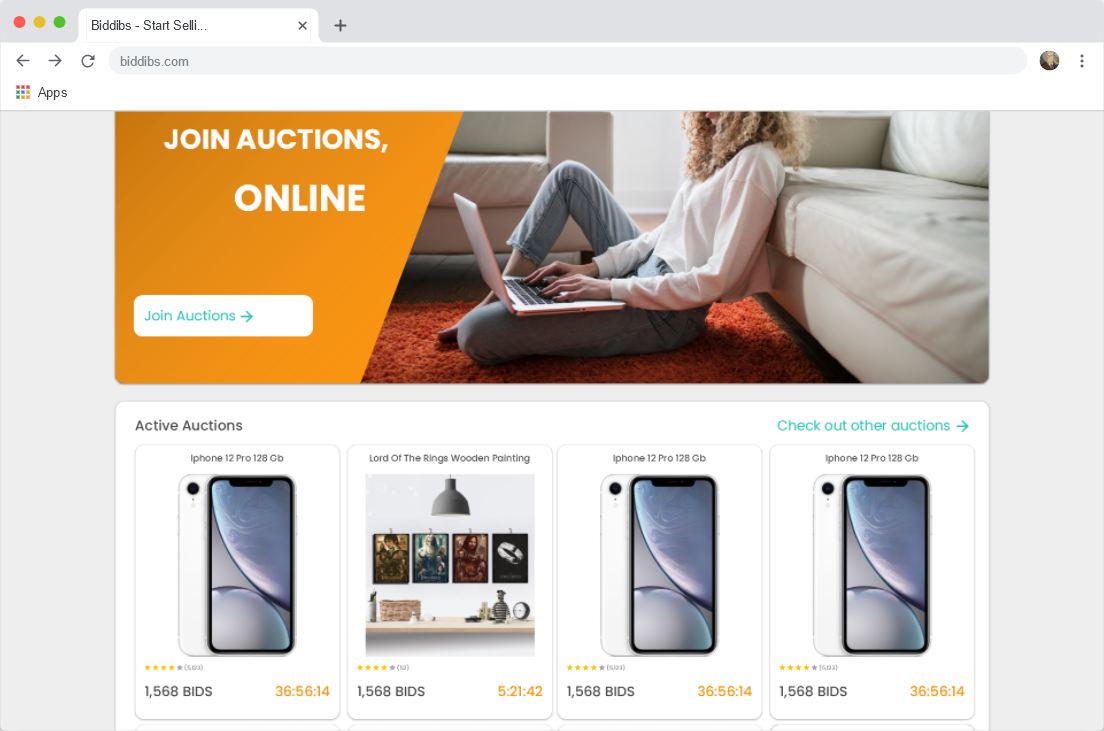 Biddibs - Start Selli...
biddibs.com
Apps
JOIN AUCTIONS,
ONLINE
Join Auctions →
Active Auctions
Check out other auctions →
Iphone 12 Pro 128 Gb
Lord Of The Rings Wooden Painting
Iphone 12 Pro 128 Gb
Iphone 12 Pro 128 Gb
(52)
1,568 BIDS 36:56:14
1,568 BIDS 5:21:42
1,568 BIDS 36:56:14
1,568 BIDS 36:56:14